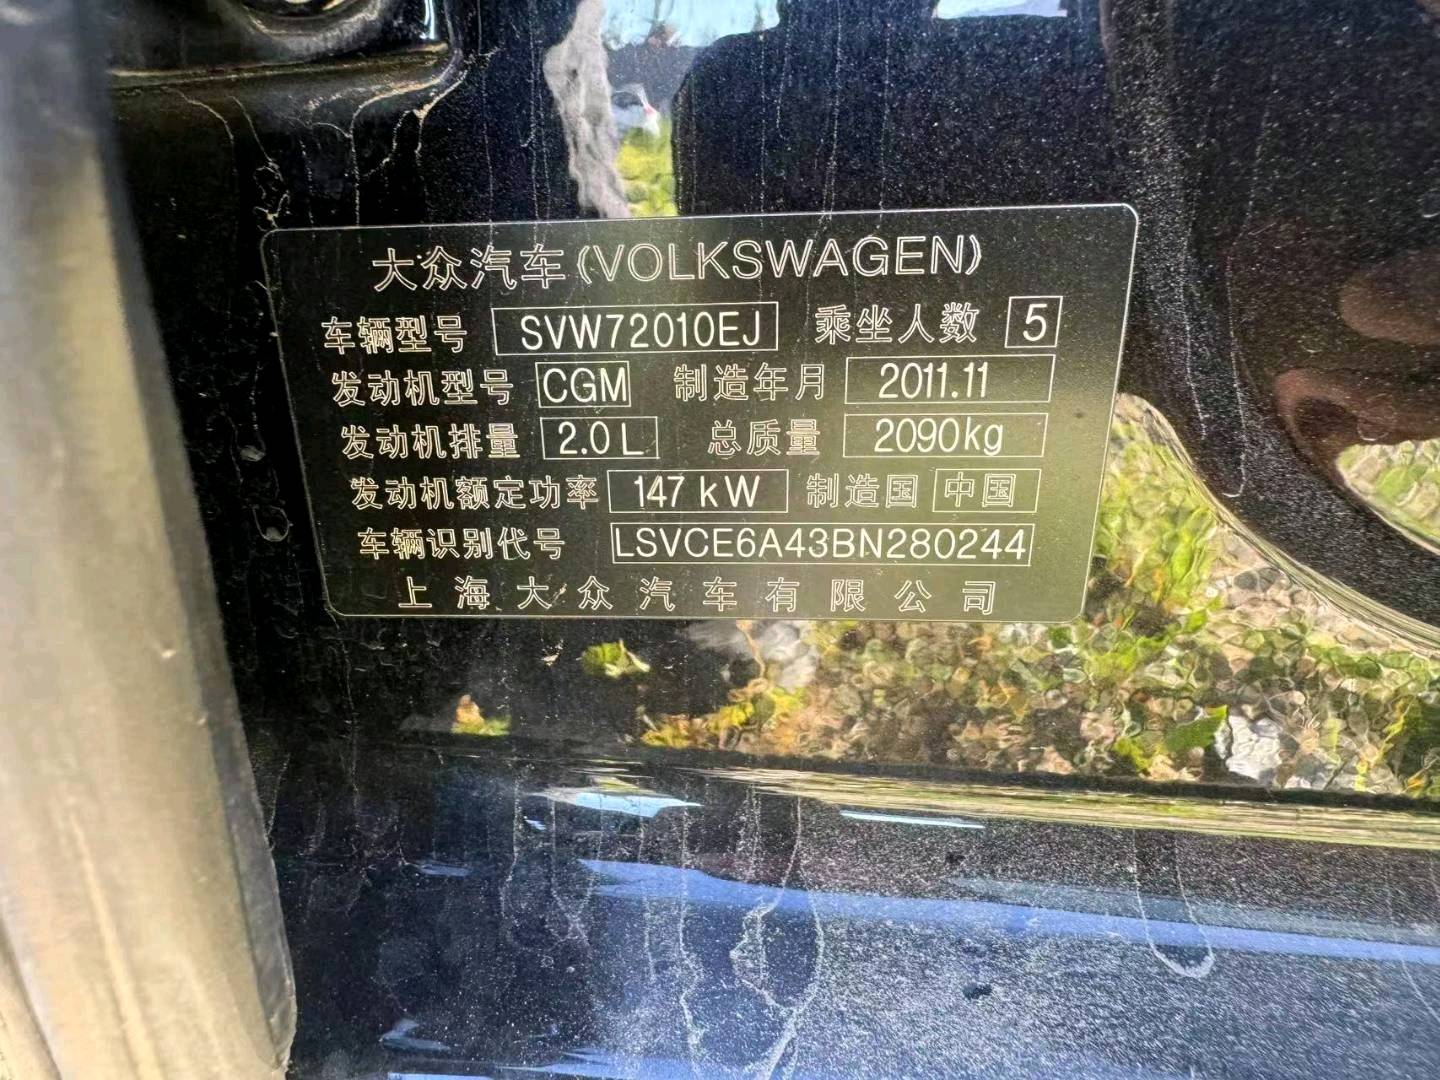 大众汽车(VOLKSWAGEN)
车辆型号 SVW72010EJ 乘坐人数 5
发动机型号 CGM 制造年月 2011.11
发动机排量 2.0L 总质量 2090kg
发动机额定功率 147kW 制造国 中国
车辆识别代号 LSVCE6A43BN280244
上海大众汽车有限公司